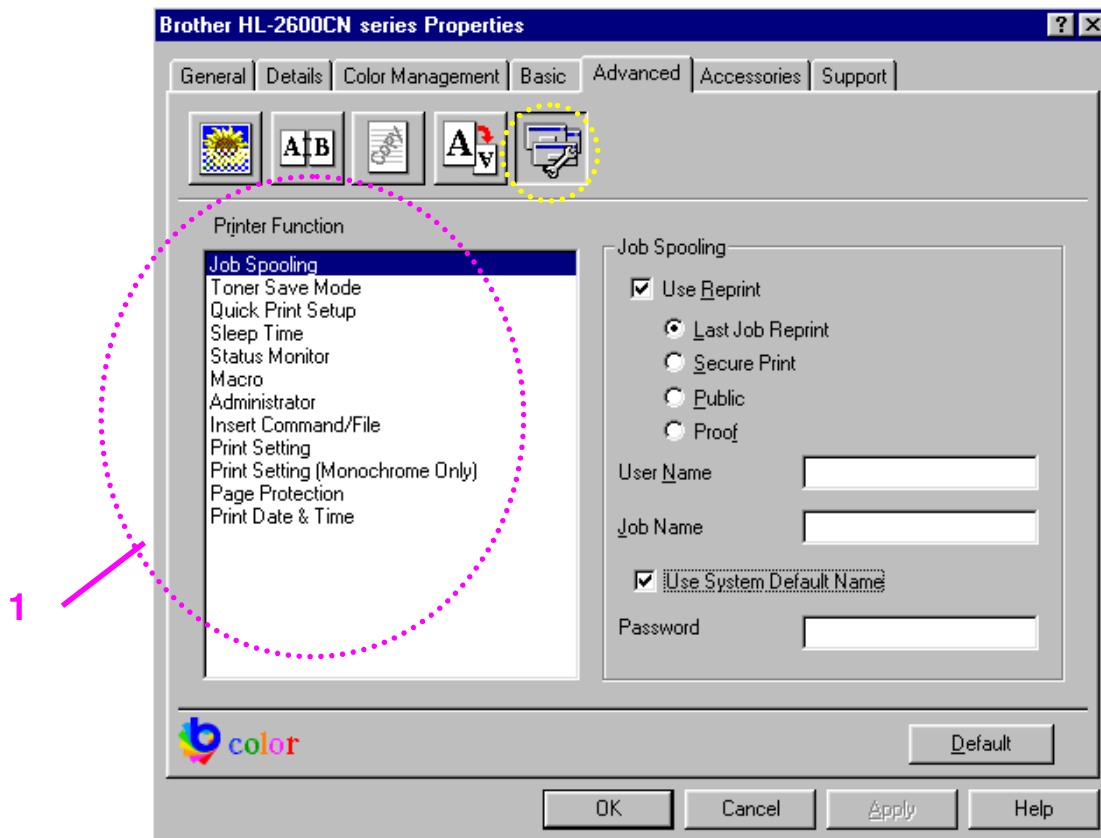 Brother HL-2600CN series Properties
General Details Color Management Basic Advanced Accessories Support
A B COPY A A
Printer Function
Job Spooling
Toner Save Mode
Quick Print Setup
Sleep Time
Status Monitor
Macro
Administrator
Insert Command/File
Print Setting
Print Setting (Monochrome Only)
Page Protection
Print Date & Time
1
Job Spooling
Use Reprint
Last Job Reprint
Secure Print
Public
Proof
User Name
Job Name
Use System Default Name
Password
b color
Default
OK Cancel Apply Help